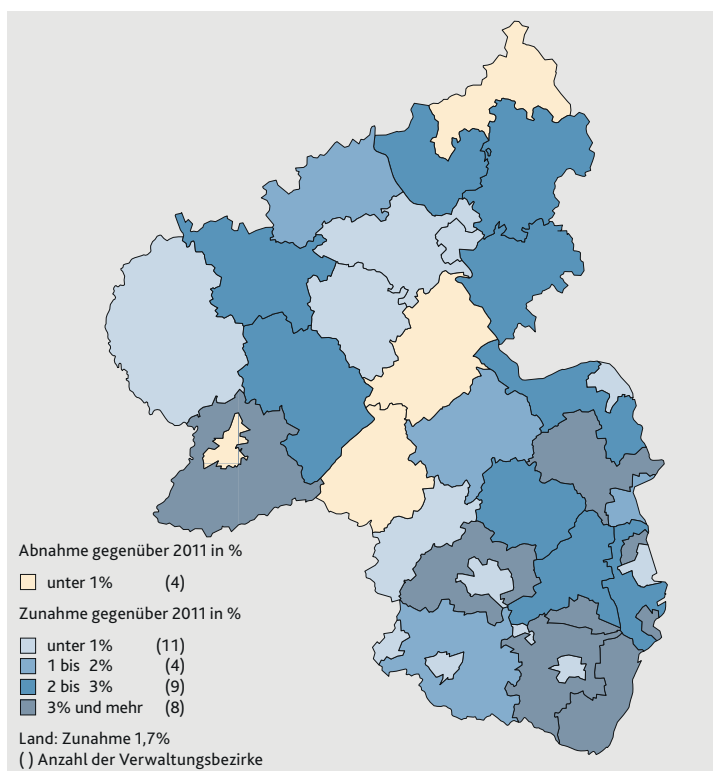 Abnahme gegenüber 2011 in %
unter 1% (4)
Zunahme gegenüber 2011 in %
unter 1% (11)
1 bis 2% (4)
2 bis 3% (9)
3% und mehr (8)
Land: Zunahme 1,7%
( ) Anzahl der Verwaltungsbezirke